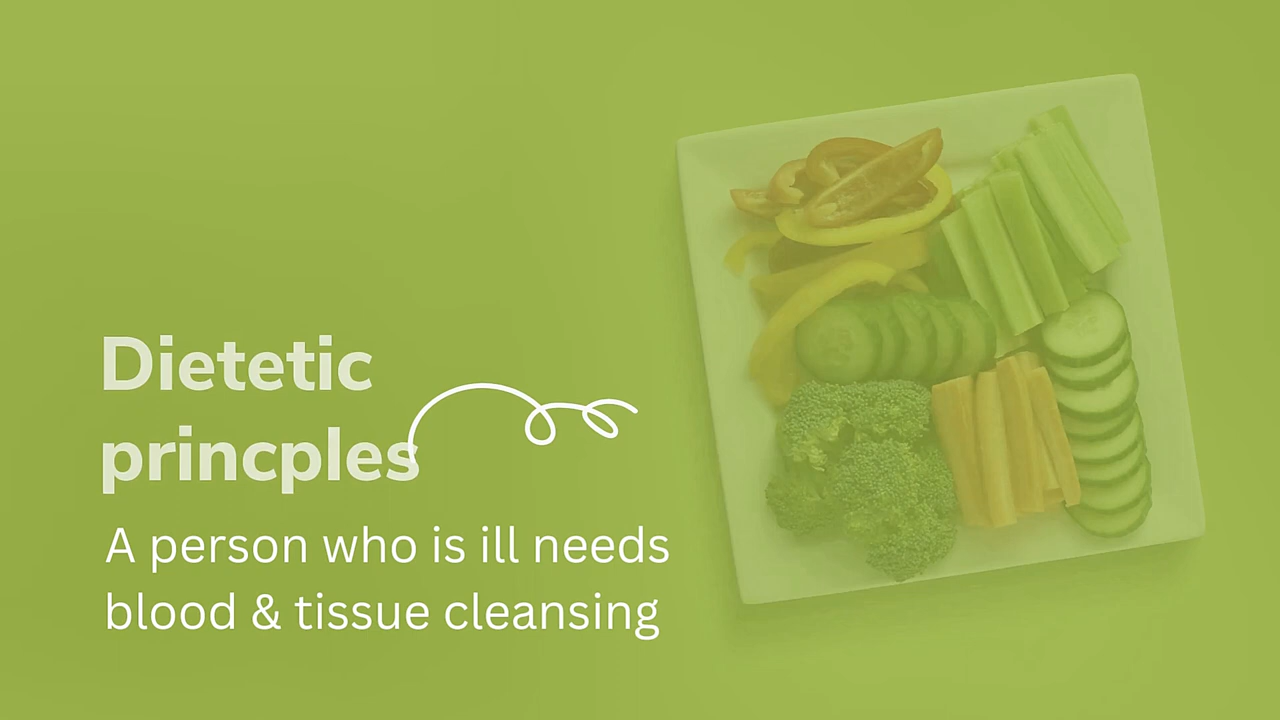 Dietetic
princples
A person who is ill needs
blood & tissue cleansing